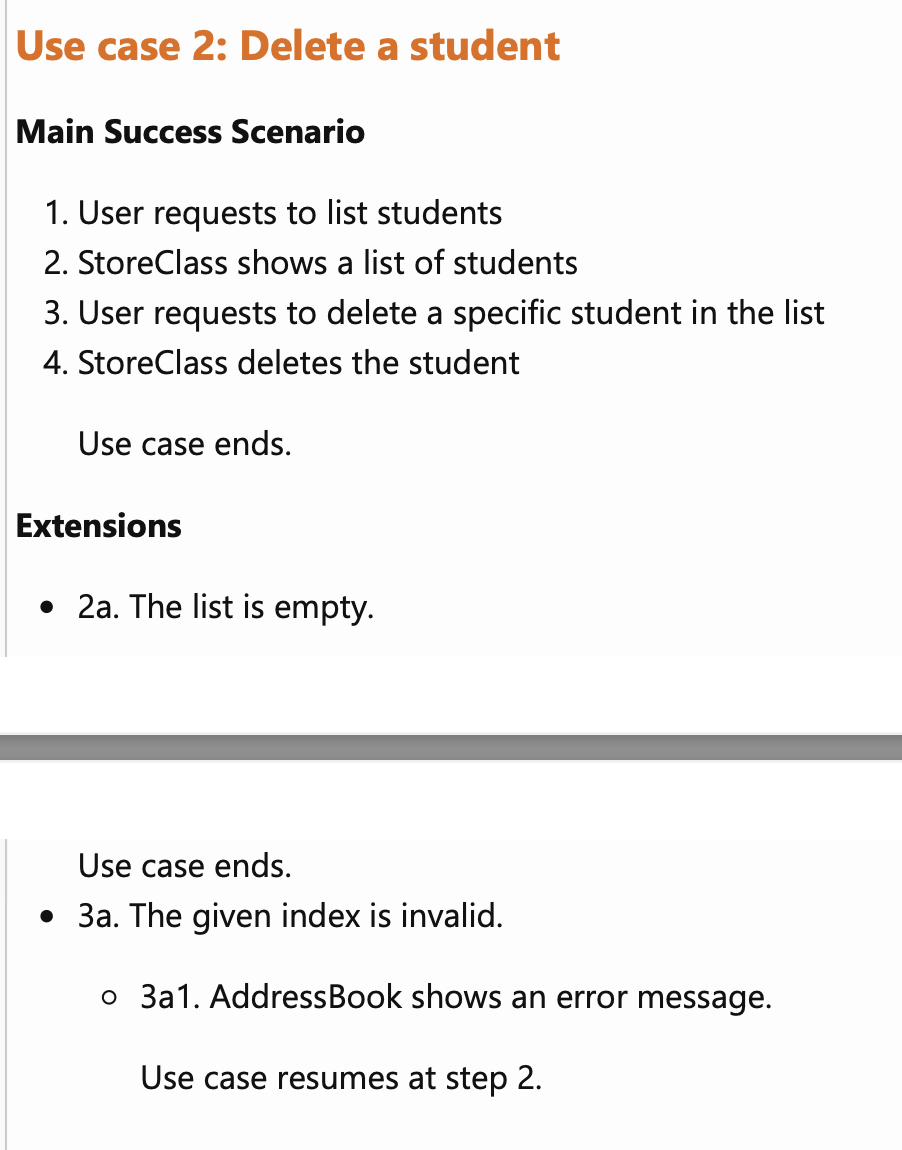 Use case 2: Delete a student
Main Success Scenario
1. User requests to list students
2. StoreClass shows a list of students
3. User requests to delete a specific student in the list
4. StoreClass deletes the student
Use case ends.
Extensions
• 2a. The list is empty.
Use case ends.
• 3a. The given index is invalid.
○ 3a1. AddressBook shows an error message.
Use case resumes at step 2.